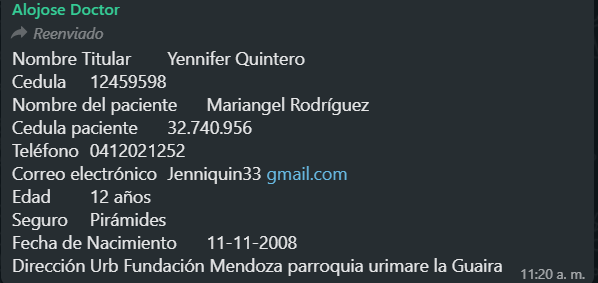 Alojose Doctor
Reenviado
Nombre Titular Yennifer Quintero
Cedula 12459598
Nombre del paciente Mariangel Rodríguez
Cedula paciente 32.740.956
Teléfono 0412021252
Correo electrónico Jenniquin33 gmail.com
Edad 12 años
Seguro Pirámides
Fecha de Nacimiento 11-11-2008
Dirección Urb Fundación Mendoza parroquia urimare la Guaira
11:20 a. m.